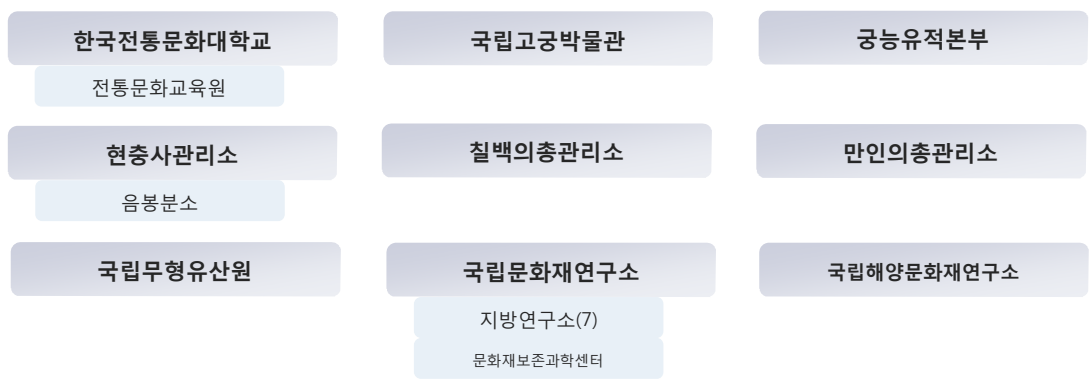 한국전통문화대학교
국립고궁박물관
궁능유적본부
전통문화교육원
현충사관리소
칠백의총관리소
만인의총관리소
음봉분소
국립무형유산원
국립문화재연구소
국립해양문화재연구소
지방연구소(7)
문화재보존과학센터